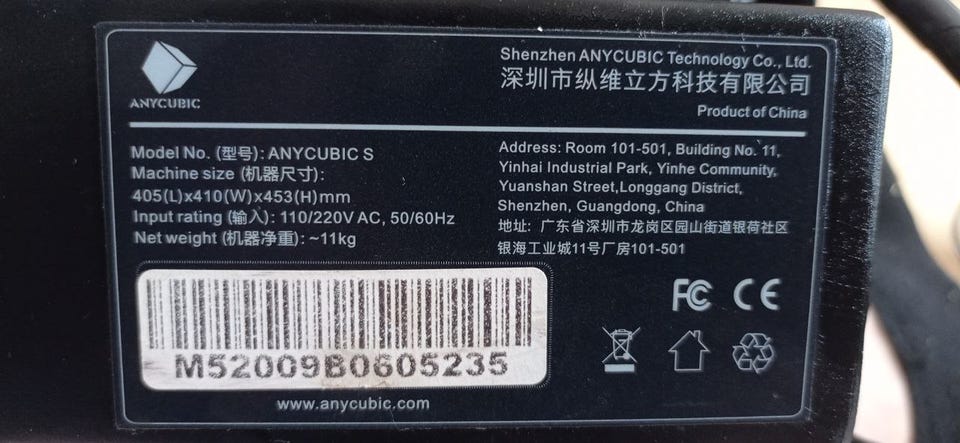 ANYCUBIC
Shenzhen ANYCUBIC Technology Co., Ltd.
深圳市纵维立方科技有限公司
Product of China
Model No. (型号): ANYCUBIC S
Machine size (机器尺寸):
405(L)x410(W)x453(H)mm
Input rating (输入): 110/220V AC, 50/60Hz
Net weight (机器净重): ~11kg
Address: Room 101-501, Building No. 11,
Yinhai Industrial Park, Yinhe Community,
Yuanshan Street,Longgang District,
Shenzhen, Guangdong, China
地址: 广东省深圳市龙岗区园山街道银荷社区
银海工业城11号厂房101-501
M52009B0605235
FC CE
www.anycubic.com